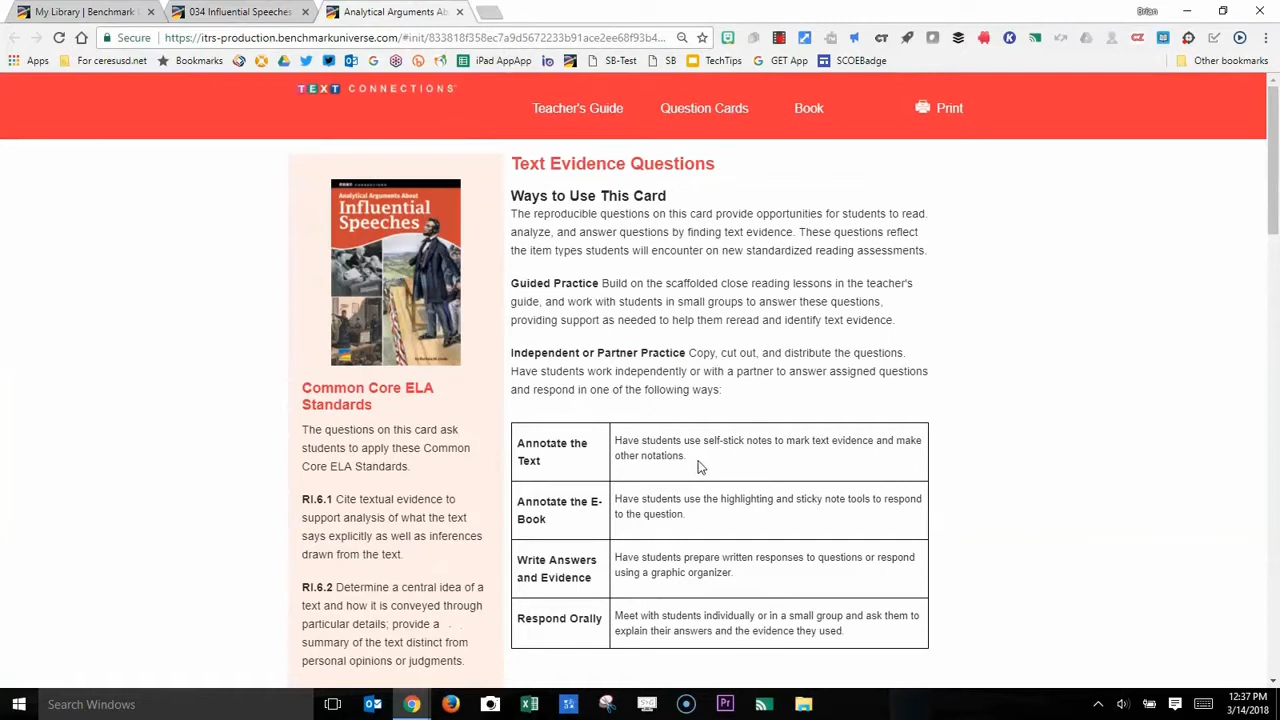 My Library | Benchmark
034 Influential Speeches
Analytical Arguments Ab
Brian
Secure
https://itrs-production.benchmarkuniverse.com/#init/833818f358ec7a9d5672233b91ace2ee68f93b4...
Apps
For ceresned.net
Bookmarks
iPad AppAppeal
SB-Test
SB
TechTips
GET App
SCOEBadge
Other bookmarks
TEXT CONNECTIONS
Teacher's Guide
Question Cards
Book
Print
Analytical Arguments About
Influential
Speeches
Common Core ELA
Standards
The questions on this card ask
students to apply these Common
Core ELA Standards.
RI.6.1 Cite textual evidence to
support analysis of what the text
says explicitly as well as inferences
drawn from the text.
RI.6.2 Determine a central idea of a
text and how it is conveyed through
particular details; provide a
summary of the text distinct from
personal opinions or judgments.
Text Evidence Questions
Ways to Use This Card
The reproducible questions on this card provide opportunities for students to read.
analyze, and answer questions by finding text evidence. These questions reflect
the item types students will encounter on new standardized reading assessments.
Guided Practice Build on the scaffolded close reading lessons in the teacher's
guide, and work with students in small groups to answer these questions,
providing support as needed to help them reread and identify text evidence.
Independent or Partner Practice Copy, cut out, and distribute the questions.
Have students work independently or with a partner to answer assigned questions
and respond in one of the following ways:
Annotate the
Text
Have students use self-stick notes to mark text evidence and make
other notations.
Annotate the E-
Book
Have students use the highlighting and sticky note tools to respond
to the question.
Write Answers
and Evidence
Have students prepare written responses to questions or respond
using a graphic organizer.
Respond Orally
Meet with students individually or in a small group and ask them to
explain their answers and the evidence they used.
Search Windows
12:37 PM
3/14/2018